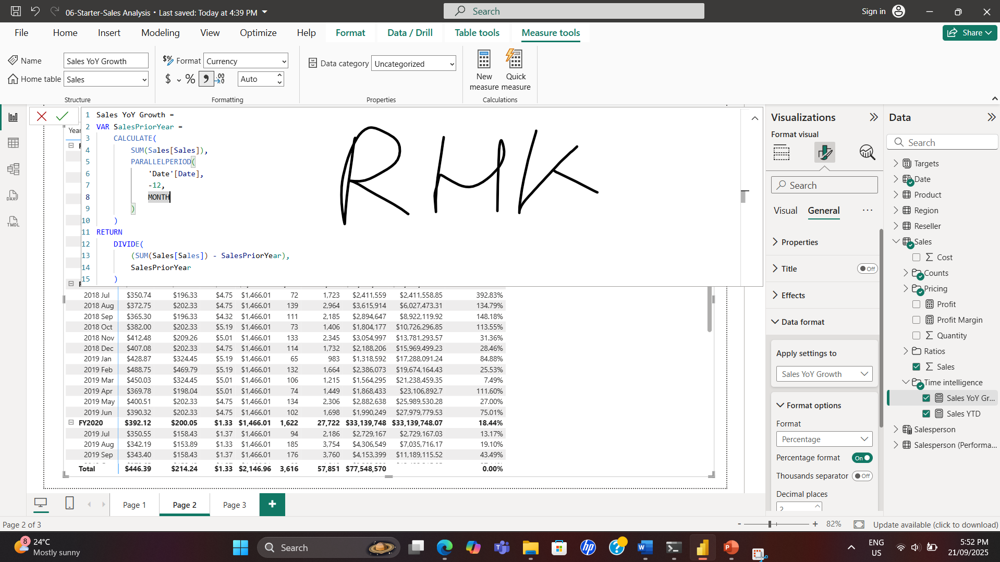 06-Starter-Sales Analysis • Last saved: Today at 4:39 PM
Search
Sign in
File Home Insert Modeling View Optimize Help Format Data / Drill Table tools Measure tools
Share
Name Sales YoY Growth
Home table Sales
Structure
$% Format Currency
$ % , .00 Auto
Formatting
Data category Uncategorized
Properties
New measure
Quick measure
Calculations
1 Sales YoY Growth =
2 VAR SalesPriorYear =
3 CALCULATE(
4 SUM(Sales[Sales]),
5 PARALLELPERIOD(
6 'Date'[Date],
7 -12,
8 MONTH
9 )
10 )
11 RETURN
12 DIVIDE(
13 (SUM(Sales[Sales]) - SalesPriorYear),
14 SalesPriorYear
15 )
RMK
2018 Jul $350.74 $196.33 $4.75 $1,466.01 72 1,723 $2,411,559 $2,411,558.85 392.83%
2018 Aug $372.75 $202.33 $4.75 $1,466.01 139 2,964 $3,615,914 $6,027,473.31 134.79%
2018 Sep $365.30 $196.33 $4.32 $1,466.01 111 2,185 $2,894,647 $8,922,119.92 148.18%
2018 Oct $382.00 $202.33 $5.19 $1,466.01 73 1,406 $1,804,177 $10,726,296.85 113.55%
2018 Nov $412.48 $209.26 $5.01 $1,466.01 133 2,345 $3,054,997 $13,781,293.57 31.36%
2018 Dec $407.08 $202.33 $4.75 $1,466.01 114 1,732 $2,188,206 $15,969,499.23 28.46%
2019 Jan $428.87 $324.45 $5.19 $1,466.01 65 983 $1,318,592 $17,288,091.24 84.88%
2019 Feb $488.75 $469.79 $5.19 $1,466.01 132 1,664 $2,386,073 $19,674,164.43 25.53%
2019 Mar $450.03 $324.45 $5.01 $1,466.01 106 1,215 $1,564,295 $21,238,459.35 7.49%
2019 Apr $369.78 $198.04 $5.01 $1,466.01 74 1,449 $1,868,433 $23,106,892.7 111.60%
2019 May $400.51 $202.33 $4.75 $1,466.01 134 2,306 $2,882,638 $25,989,530.28 27.00%
2019 Jun $390.32 $202.33 $4.75 $1,466.01 102 1,698 $1,990,249 $27,979,779.53 75.01%
FY2020 $392.12 $200.05 $1.33 $1,466.01 1,622 27,722 $33,139,748 $33,139,748.07 18.44%
2019 Jul $350.55 $158.43 $1.37 $1,466.01 94 2,186 $2,729,167 $2,729,167.03 13.17%
2019 Aug $342.19 $153.89 $1.33 $1,466.01 185 3,754 $4,306,549 $7,035,716.17 19.10%
2019 Sep $343.40 $158.43 $1.37 $1,466.01 176 3,760 $4,153,399 $11,189,115.52 43.49%
Total $446.39 $214.24 $1.33 $2,146.96 3,616 57,851 $77,548,570 0.00%
Visualizations
Format visual
Search
Visual General ...
Properties
Title Off
Effects
Data format
Apply settings to
Sales YoY Growth
Format options
Format
Percentage
Percentage format On
Thousands separator Off
Decimal places
2
Data
Search
Targets
Date
Product
Region
Reseller
Sales
Σ Cost
Counts
Pricing
Profit
Profit Margin
Σ Quantity
Ratios
Σ Sales
Time intelligence
Sales YoY Gr...
Sales YTD
Salesperson
Salesperson (Performa...
DAX
TMDL
Page 1 Page 2 Page 3 +
Page 2 of 3
- + 82% Update available (click to download)
8 24°C
Mostly sunny
Search
ENG
US
5:52 PM
21/09/2025